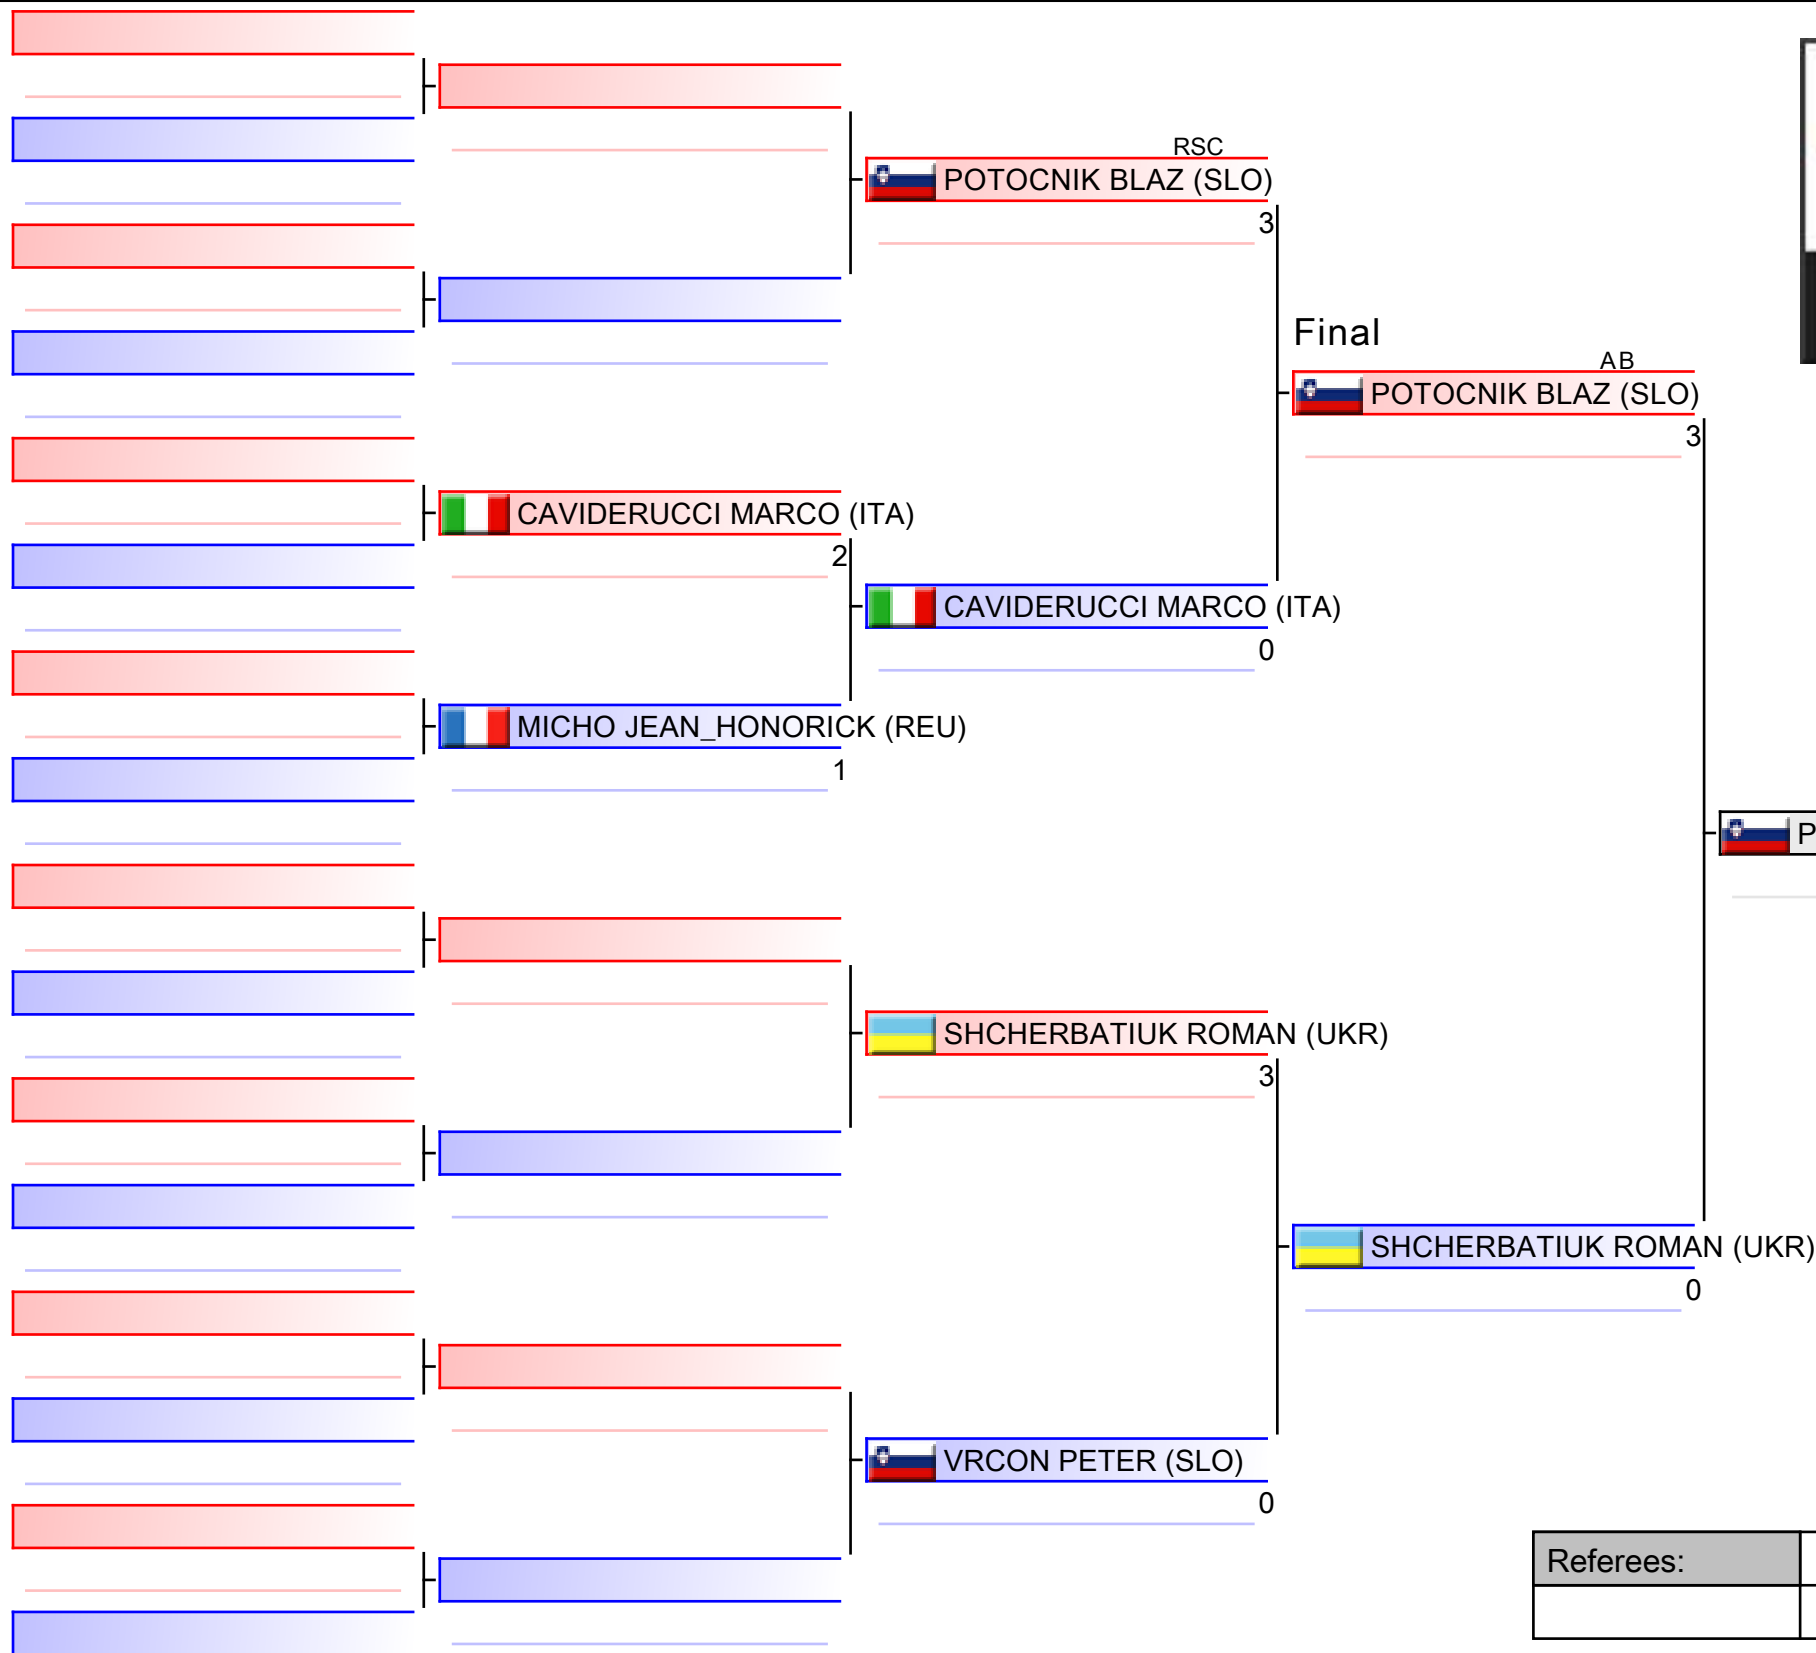 RSC
POTOCNIK BLAZ (SLO)
3
Final
AB
POTOCNIK BLAZ (SLO)
3
CAVIDERUCCI MARCO (ITA)
2
CAVIDERUCCI MARCO (ITA)
0
MICHO JEAN_HONORICK (REU)
1
P
SHCHERBATIUK ROMAN (UKR)
3
SHCHERBATIUK ROMAN (UKR)
0
VRCON PETER (SLO)
0
Referees: